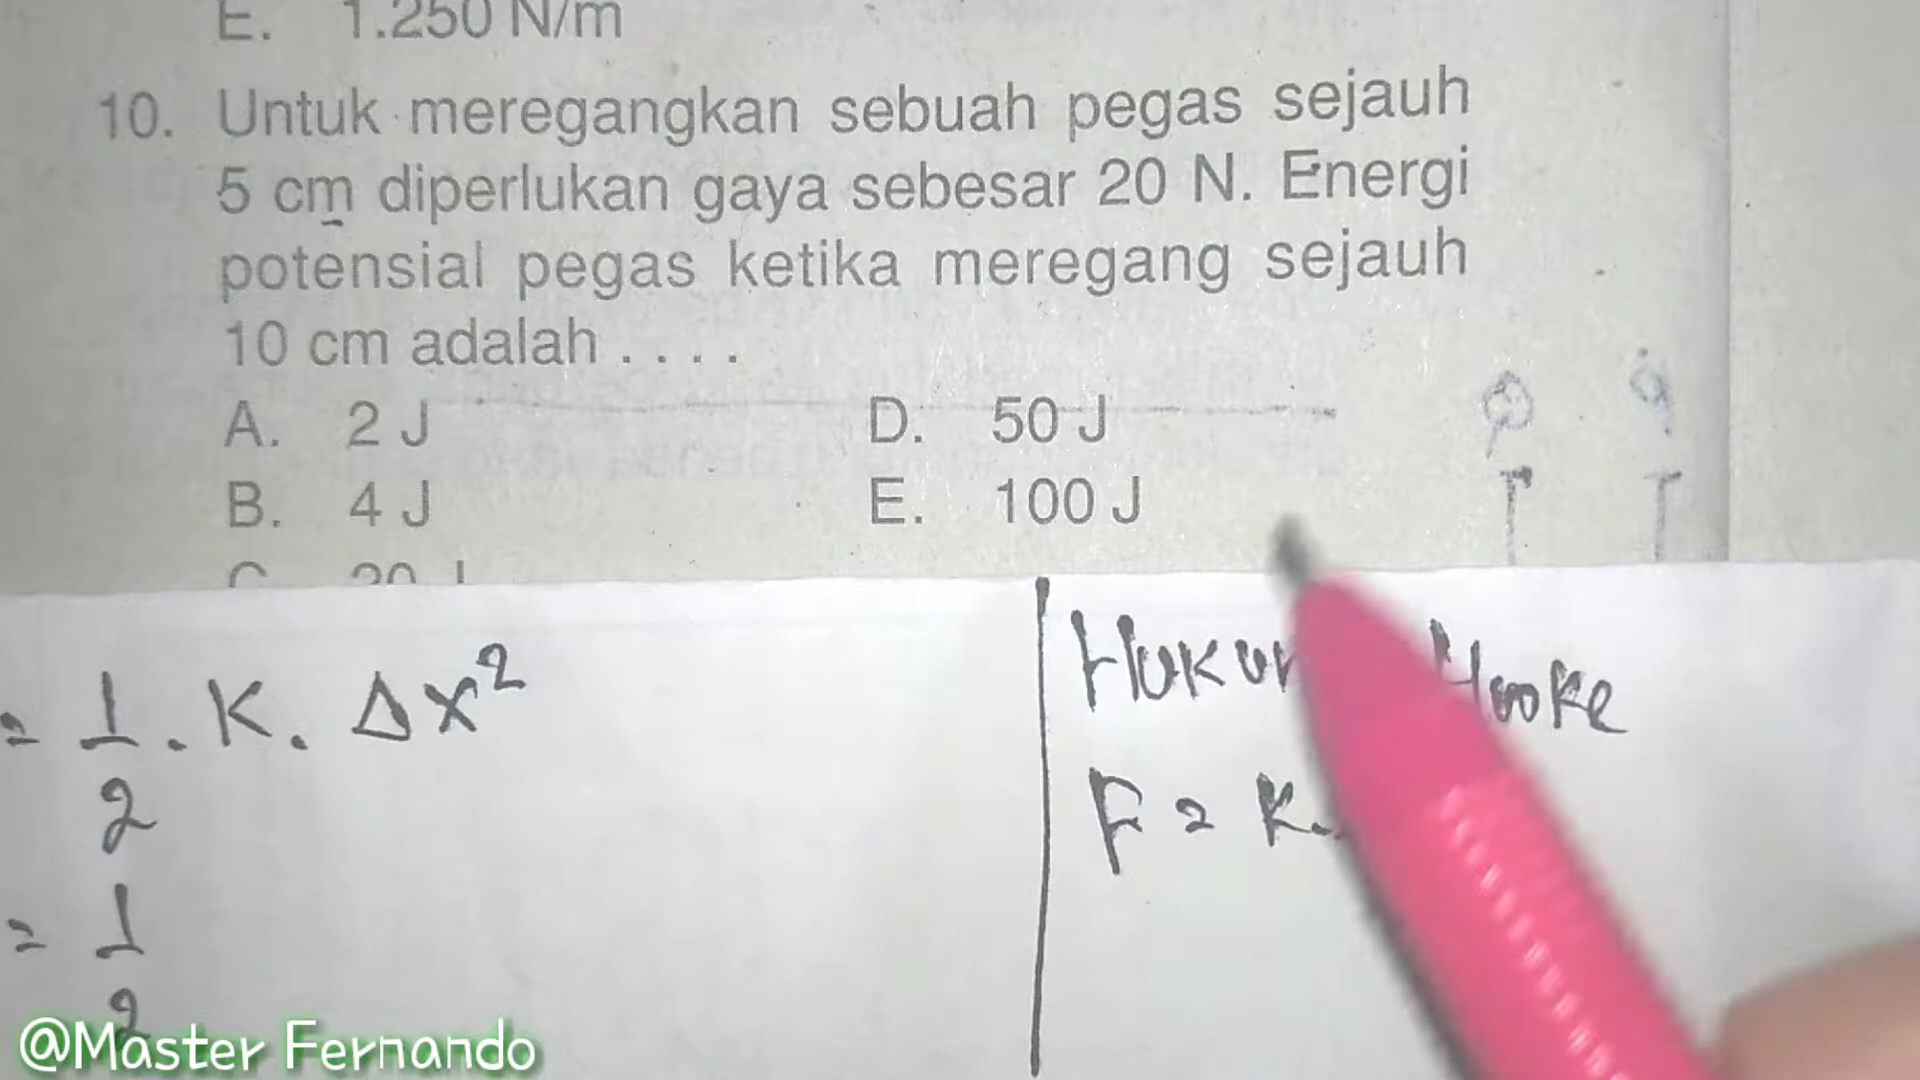 E. 1.250 N/m
10. Untuk meregangkan sebuah pegas sejauh
5 cm diperlukan gaya sebesar 20 N. Energi
potensial pegas ketika meregang sejauh
10 cm adalah . . . .
A. 2 J
D. 50 J
B. 4 J
E. 100 J
= 1/2 . K. Δx²
Hooke
F = K.
= 1/2
@Master Fernando